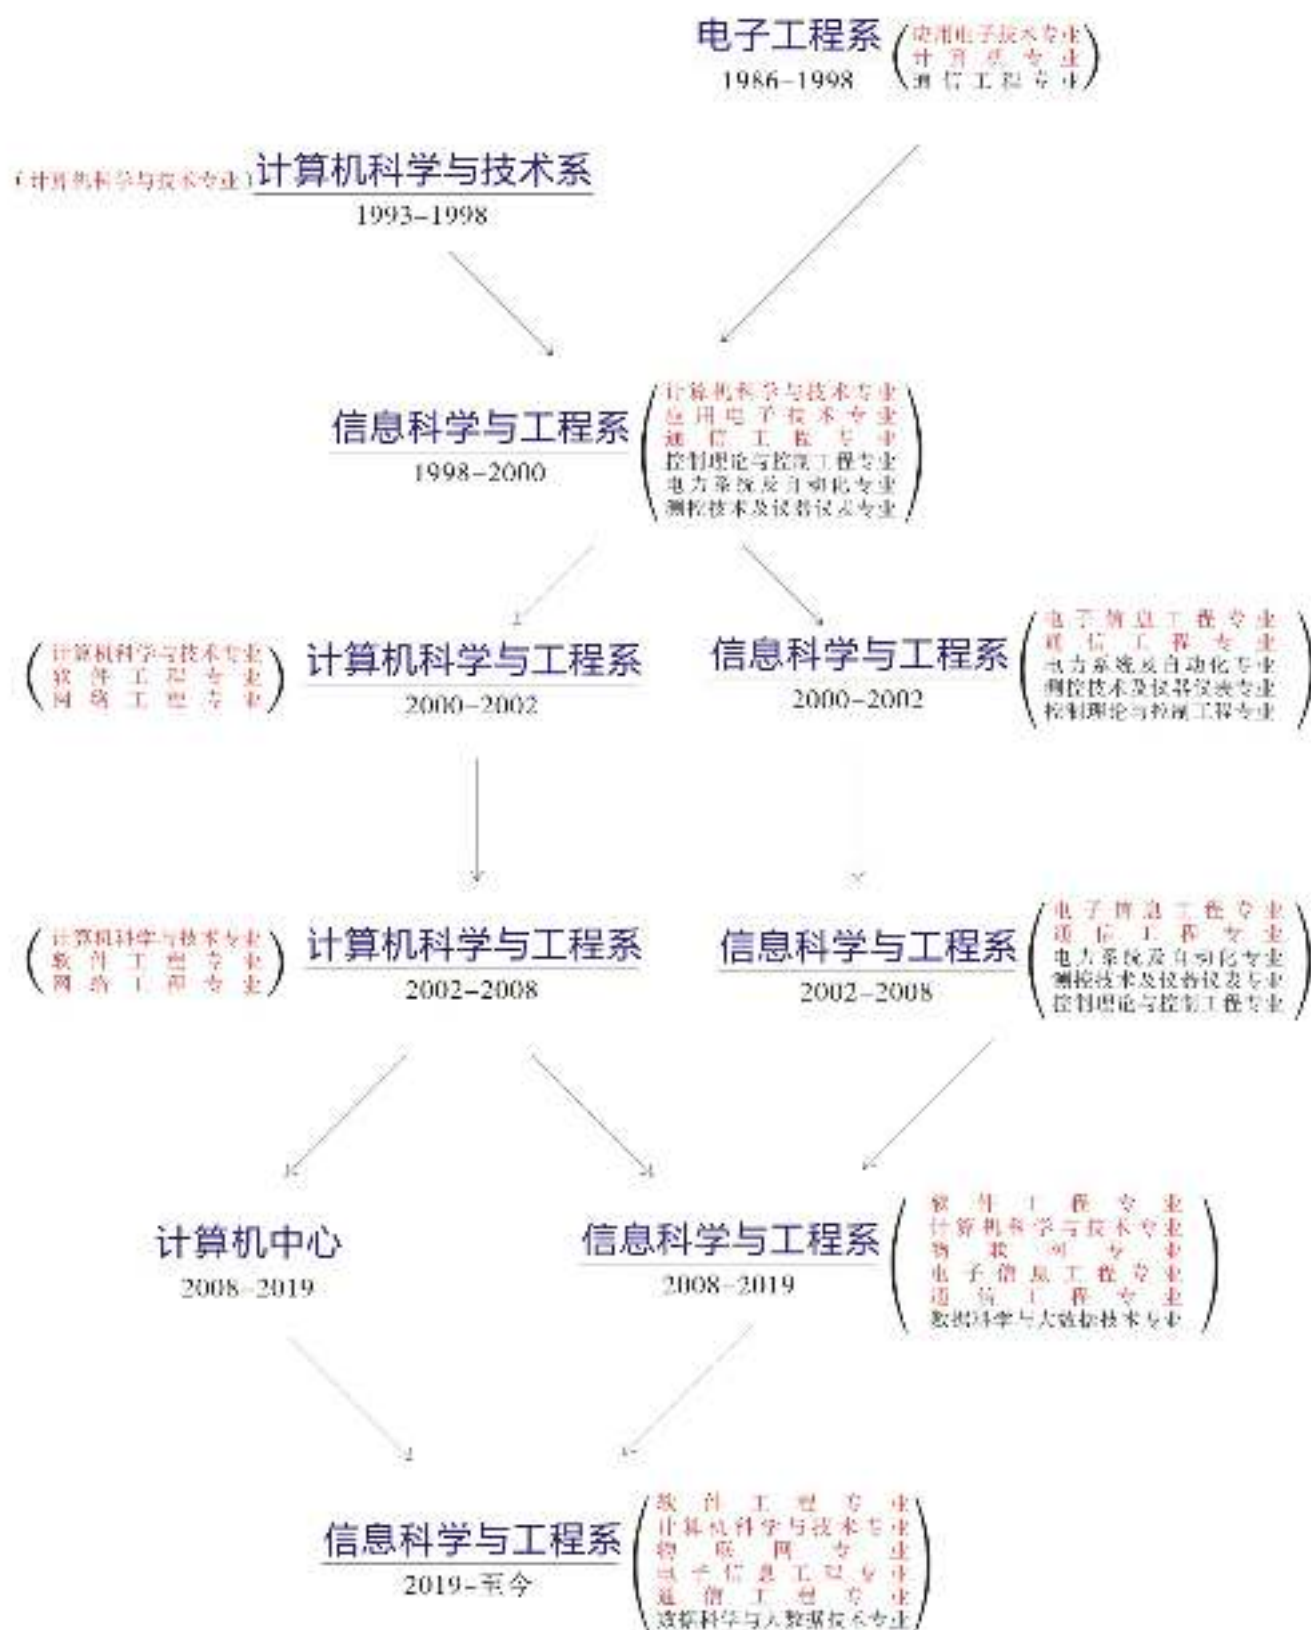 电子工程系
1986-1998
(应用电子技术专业
计算机专业
通信工程专业)
(计算机科学与技术专业)
计算机科学与技术系
1993-1998
信息科学与工程系
1998-2000
(计算机科学与技术专业
应用电子技术专业
通信工程专业
控制理论与控制工程专业
电力系统及自动化专业
测控技术及仪器仪表专业)
(计算机科学与技术专业
软件工程专业
网络工程专业)
计算机科学与工程系
2000-2002
信息科学与工程系
2000-2002
(电子信息工程专业
通信工程专业
电力系统及自动化专业
测控技术及仪器仪表专业
控制理论与控制工程专业)
(计算机科学与技术专业
软件工程专业
网络工程专业)
计算机科学与工程系
2002-2008
信息科学与工程系
2002-2008
(电子信息工程专业
通信工程专业
电力系统及自动化专业
测控技术及仪器仪表专业
控制理论与控制工程专业)
计算机中心
2008-2019
信息科学与工程系
2008-2019
(软件工程专业
计算机科学与技术专业
物联网专业
电子信息工程专业
通信工程专业
数据科学与大数据技术专业)
信息科学与工程系
2019-至今
(软件工程专业
计算机科学与技术专业
物联网专业
电子信息工程专业
通信工程专业
数据科学与大数据技术专业)